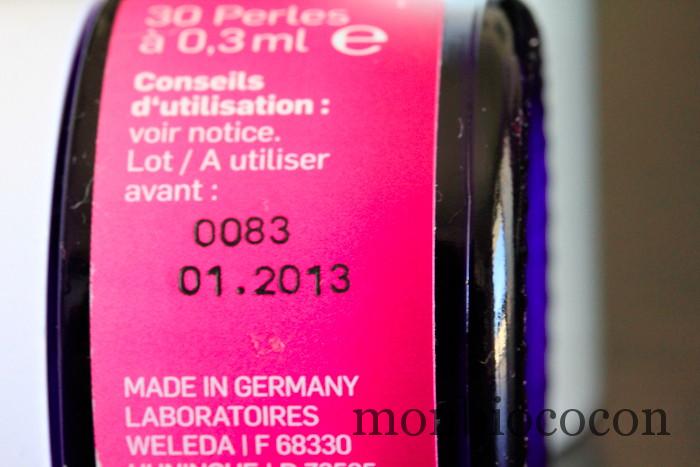 30 Perles
à 0,3 ml ℮
Conseils
d'utilisation :
voir notice.
Lot / A utiliser
avant :
0083
01.2013
MADE IN GERMANY
LABORATOIRES
WELEDA | F 68330
monbiococon